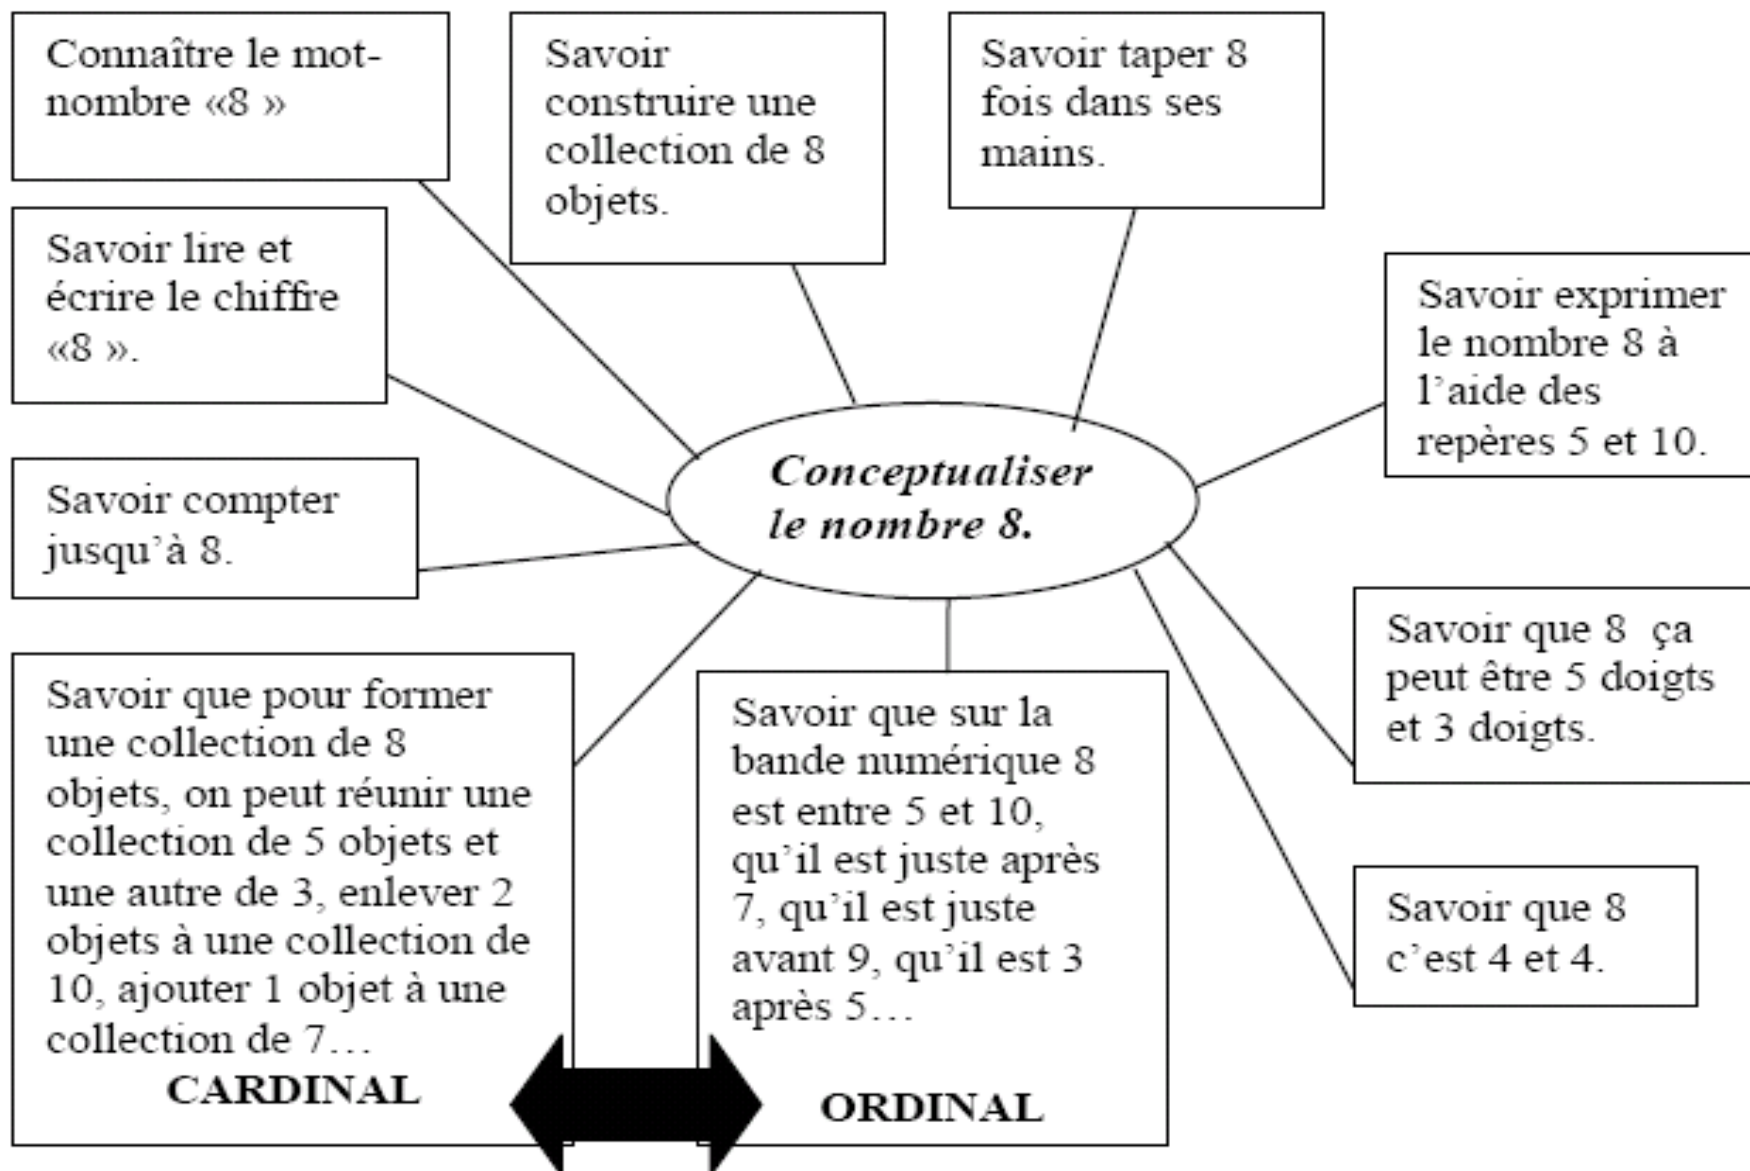 Connaître le mot-
nombre «8 »
Savoir
construire une
collection de 8
objets.
Savoir taper 8
fois dans ses
mains.
Savoir lire et
écrire le chiffre
«8 ».
Savoir exprimer
le nombre 8 à
l’aide des
repères 5 et 10.
Conceptualiser
le nombre 8.
Savoir compter
jusqu’à 8.
Savoir que 8 ça
peut être 5 doigts
et 3 doigts.
Savoir que pour former
une collection de 8
objets, on peut réunir une
collection de 5 objets et
une autre de 3, enlever 2
objets à une collection de
10, ajouter 1 objet à une
collection de 7…
CARDINAL
Savoir que sur la
bande numérique 8
est entre 5 et 10,
qu’il est juste après
7, qu’il est juste
avant 9, qu’il est 3
après 5…
ORDINAL
Savoir que 8
c’est 4 et 4.